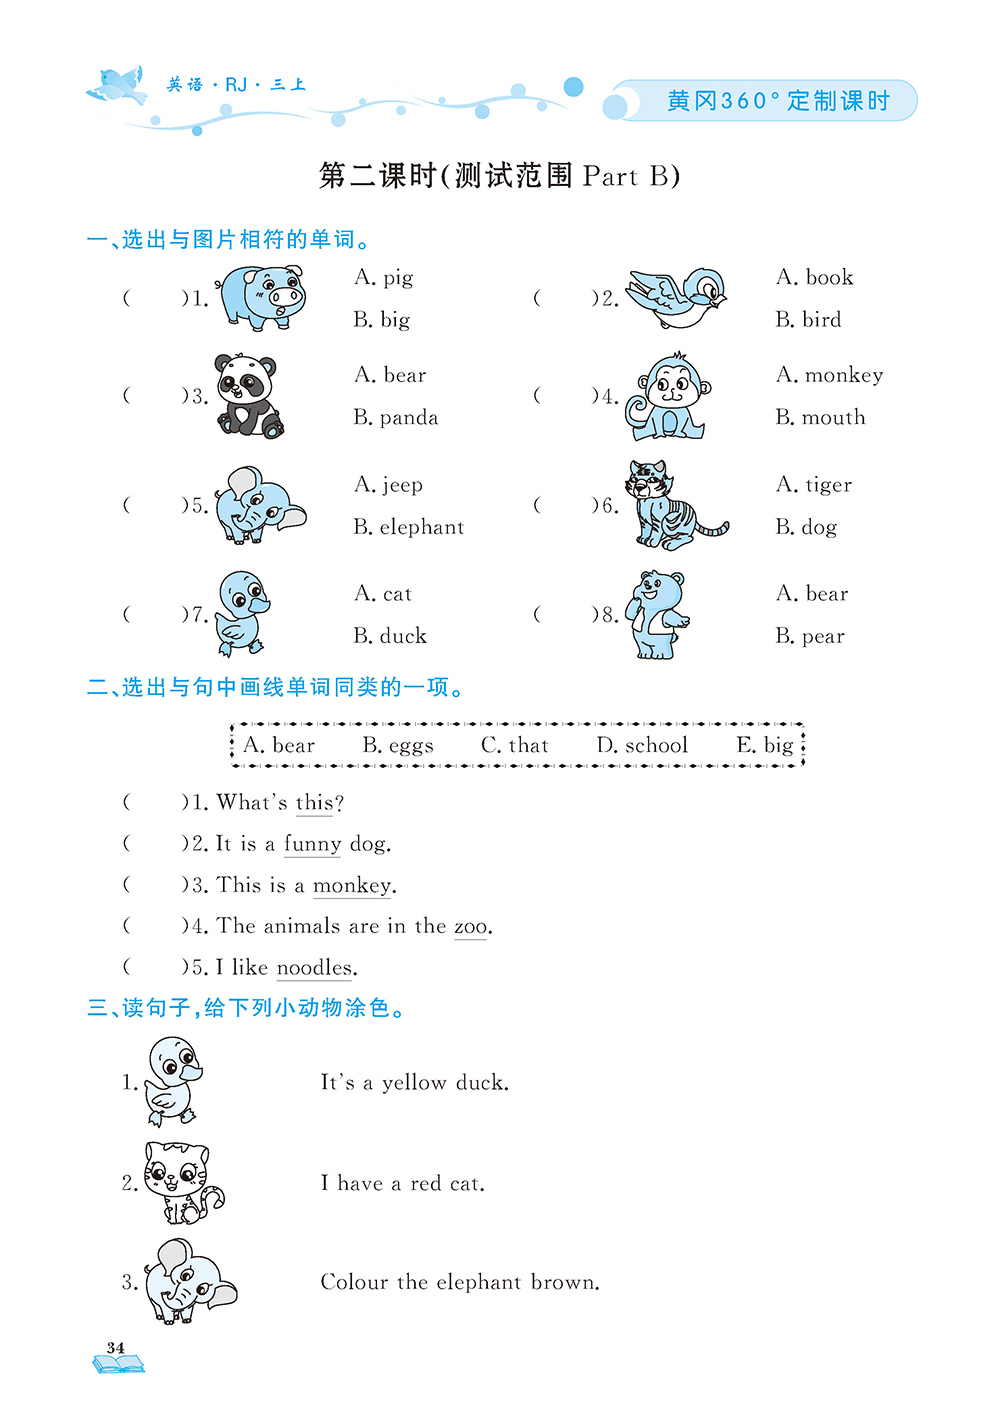 英语·RJ·三上
黄冈360°定制课时
第二课时(测试范围 Part B)
一、选出与图片相符的单词。
(　　)1. A. pig B. big
(　　)2. A. book B. bird
(　　)3. A. bear B. panda
(　　)4. A. monkey B. mouth
(　　)5. A. jeep B. elephant
(　　)6. A. tiger B. dog
(　　)7. A. cat B. duck
(　　)8. A. bear B. pear
二、选出与句中画线单词同类的一项。
A. bear B. eggs C. that D. school E. big
(　　)1. What's this?
(　　)2. It is a funny dog.
(　　)3. This is a monkey.
(　　)4. The animals are in the zoo.
(　　)5. I like noodles.
三、读句子,给下列小动物涂色。
1. It's a yellow duck.
2. I have a red cat.
3. Colour the elephant brown.
34